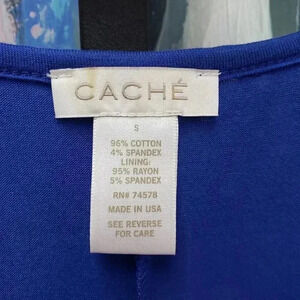 CACHÉ
S
96% COTTON
4% SPANDEX
LINING:
95% RAYON
5% SPANDEX
RN# 74578
MADE IN USA
SEE REVERSE
FOR CARE